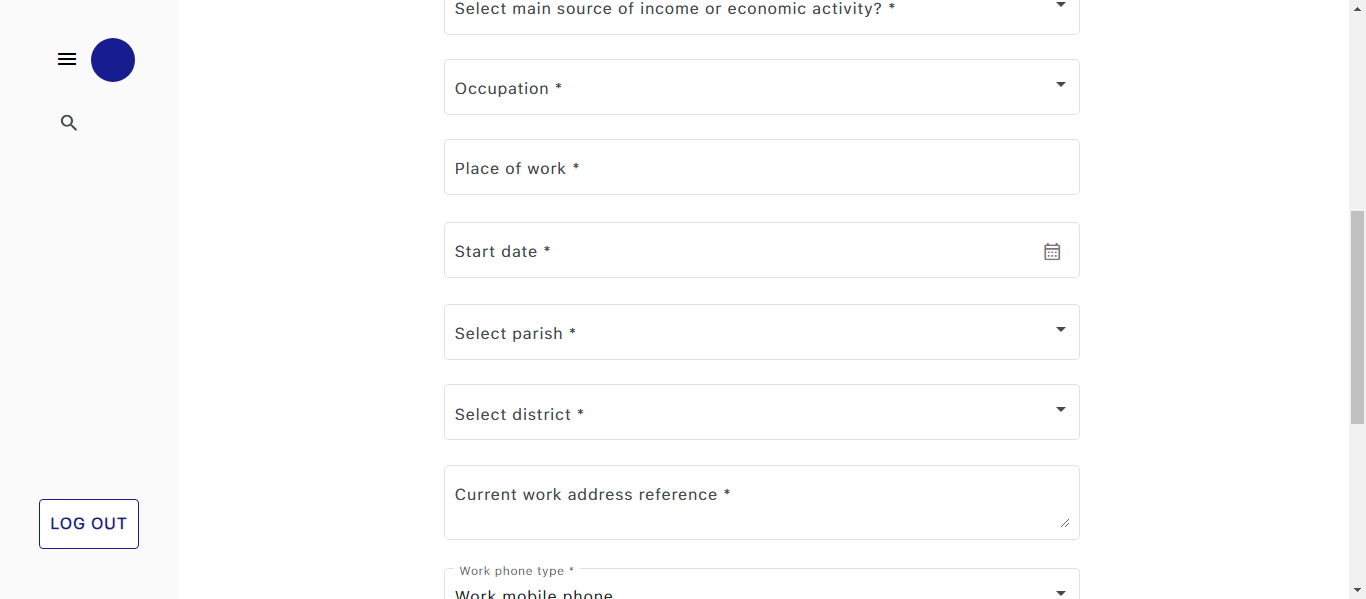 Select main source of income or economic activity? *
Occupation *
Place of work *
Start date *
Select parish *
Select district *
Current work address reference *
Work phone type *
Work mobile phone
LOG OUT